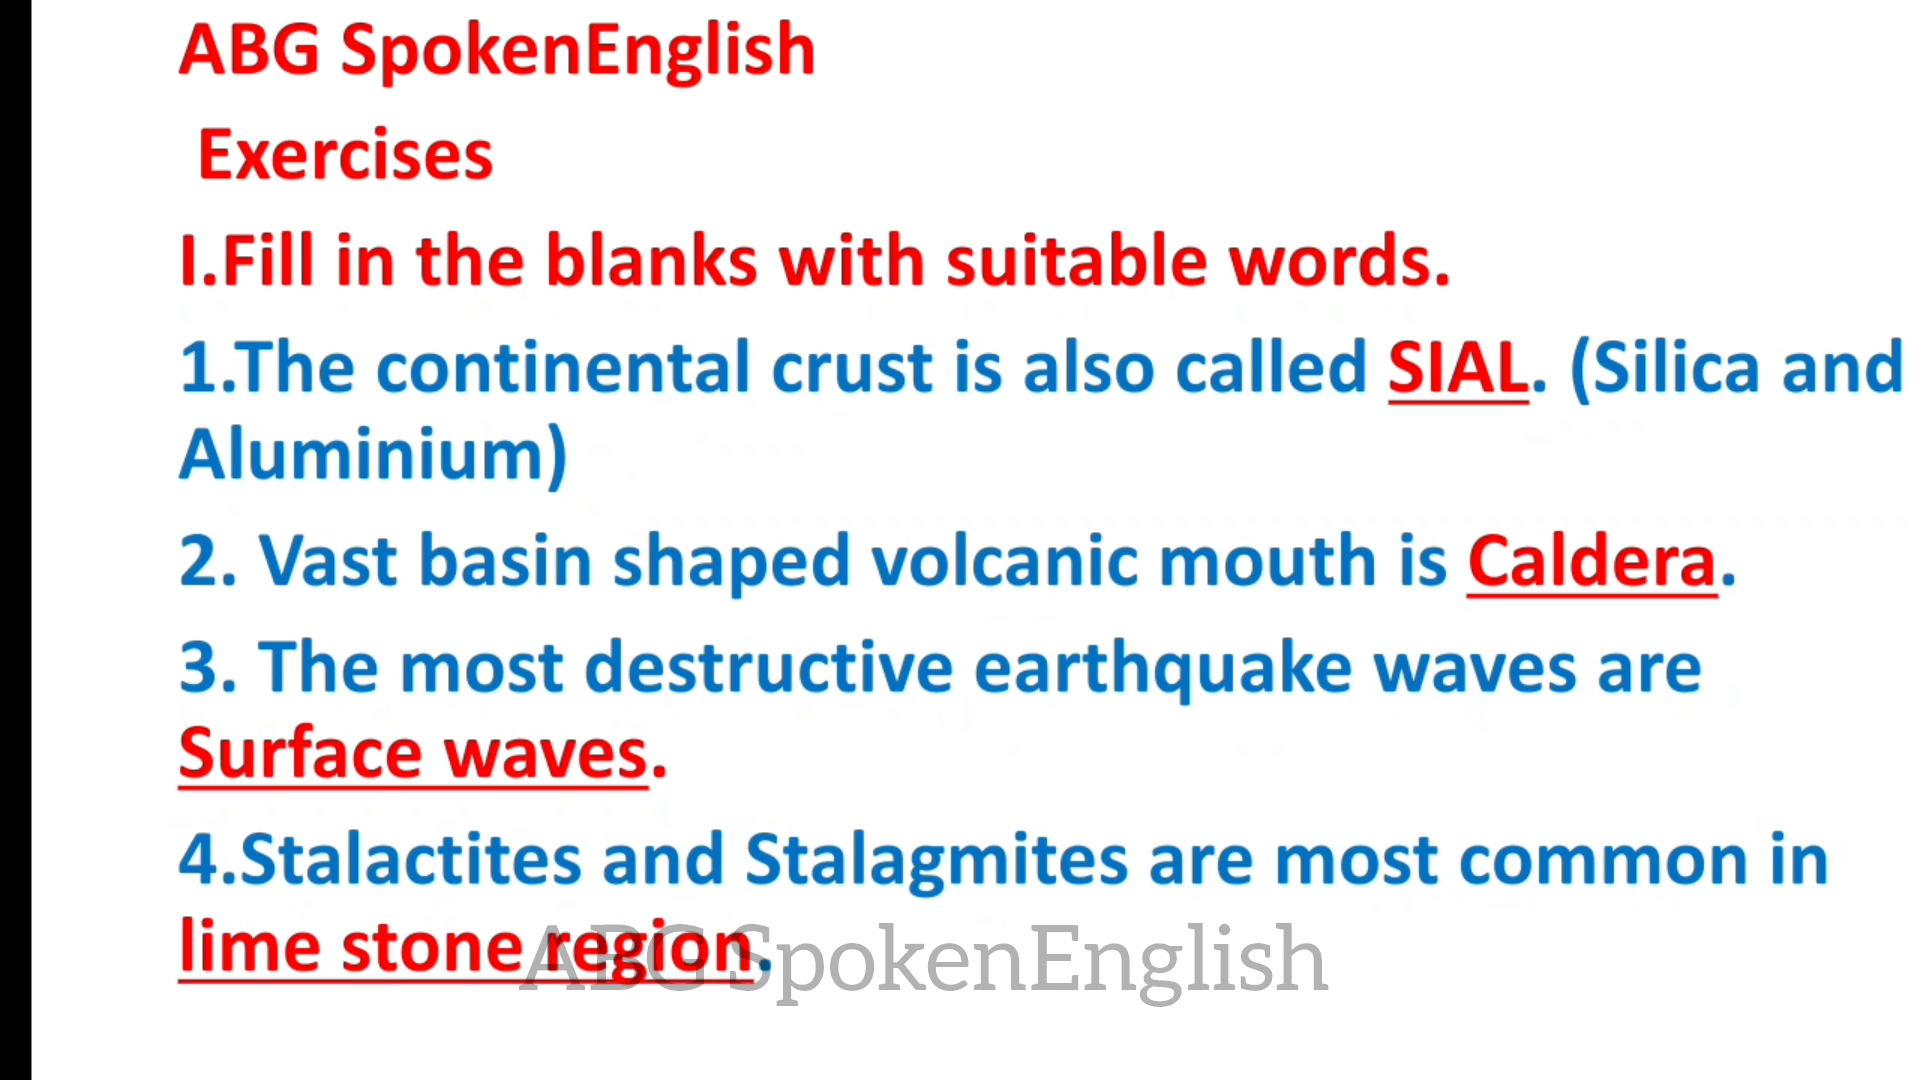 ABG SpokenEnglish
Exercises
I.Fill in the blanks with suitable words.
1.The continental crust is also called SIAL. (Silica and
Aluminium)
2. Vast basin shaped volcanic mouth is Caldera.
3. The most destructive earthquake waves are
Surface waves.
4.Stalactites and Stalagmites are most common in
lime stone region.
ABG SpokenEnglish